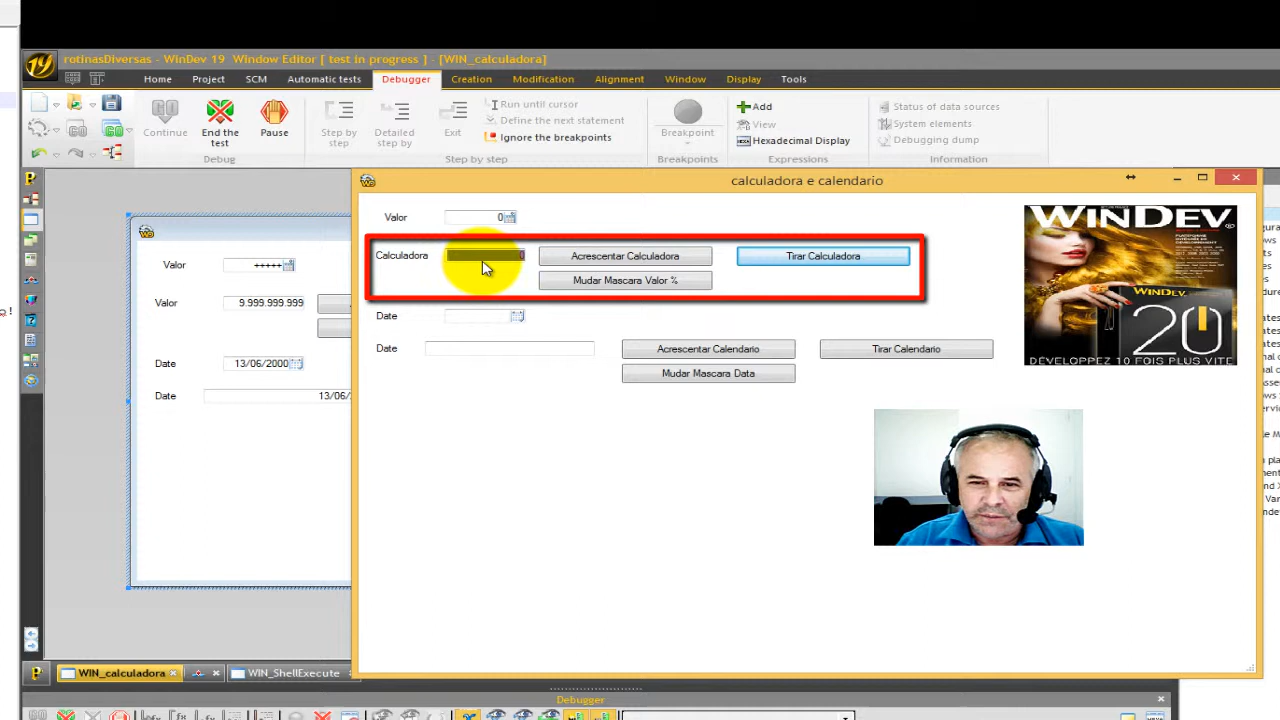 rotinasDiversas - WinDev 19 Window Editor [ test in progress ] - [WIN_calculadora]
Home Project SCM Automatic tests Debugger Creation Modification Alignment Window Display Tools
Continue
End the test
Pause
Debug
Step by step
Detailed step by
Exit
Run until cursor
Define the next statement
Ignore the breakpoints
Step by step
Breakpoint
Breakpoints
Add
View
Hexadecimal Display
Expressions
Status of data sources
System elements
Debugging dump
Information
calculadora e calendario
Valor 0
Calculadora 0 Acrescentar Calculadora Tirar Calculadora
Mudar Mascara Valor %
Date
Date Acrescentar Calendario Tirar Calendario
Mudar Mascara Data
WINDEV
WINDEV
20
DÉVELOPPEZ 10 FOIS PLUS VITE
Valor +++++
Valor 9.999.999.999
Date 13/06/2000
Date 13/06/
WIN_calculadora WIN_ShellExecute
Debugger